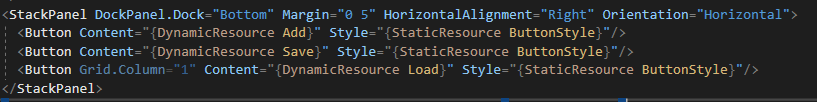 <StackPanel DockPanel.Dock="Bottom" Margin="0 5" HorizontalAlignment="Right" Orientation="Horizontal">
<Button Content="{DynamicResource Add}" Style="{StaticResource ButtonStyle}"/>
<Button Content="{DynamicResource Save}" Style="{StaticResource ButtonStyle}"/>
<Button Grid.Column="1" Content="{DynamicResource Load}" Style="{StaticResource ButtonStyle}"/>
</StackPanel>